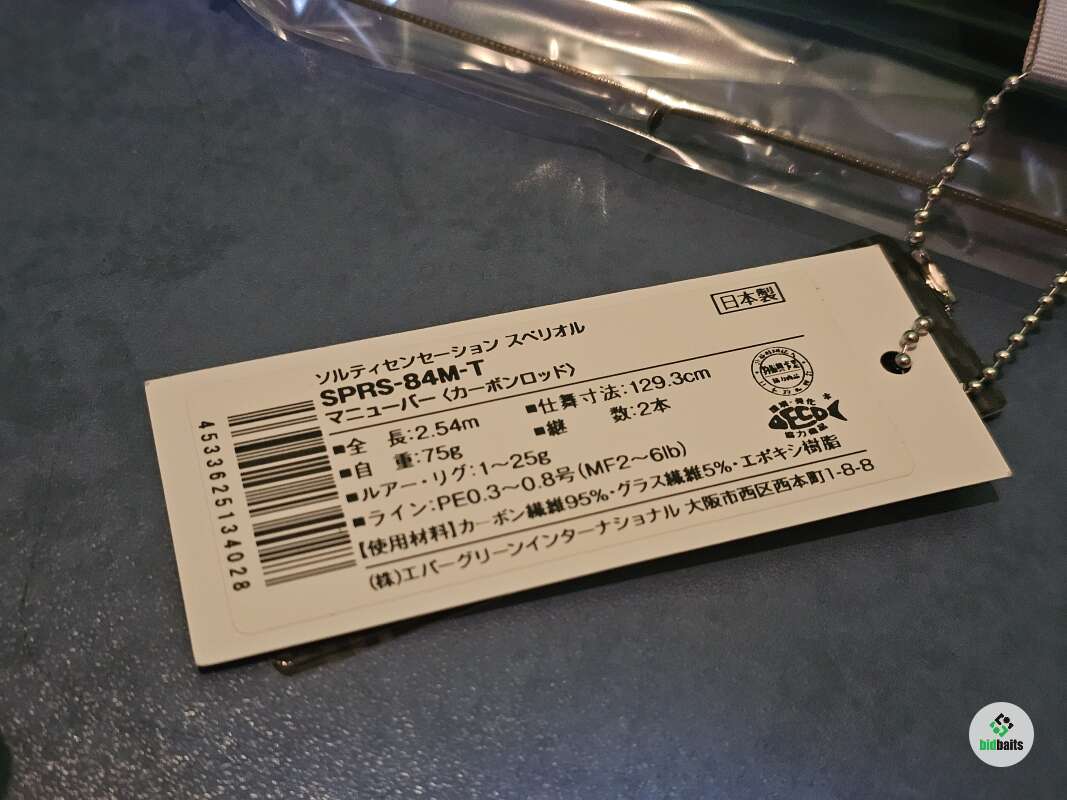 日本製
ソルティセンセーション スペリオル
SPRS-84M-T
マニューバー〈カーボンロッド〉
■全 長:2.54m ■仕舞寸法:129.3cm
■自 重:75g ■継 数:2本
■ルアー・リグ:1〜25g
■ライン:PE0.3〜0.8号(MF2〜6lb)
【使用材料】カーボン繊維95%・グラス繊維5%・エポキシ樹脂
(株)エバーグリーンインターナショナル 大阪市西区西本町1-8-8
4533625134028
ECO
協力商品
bidbaits